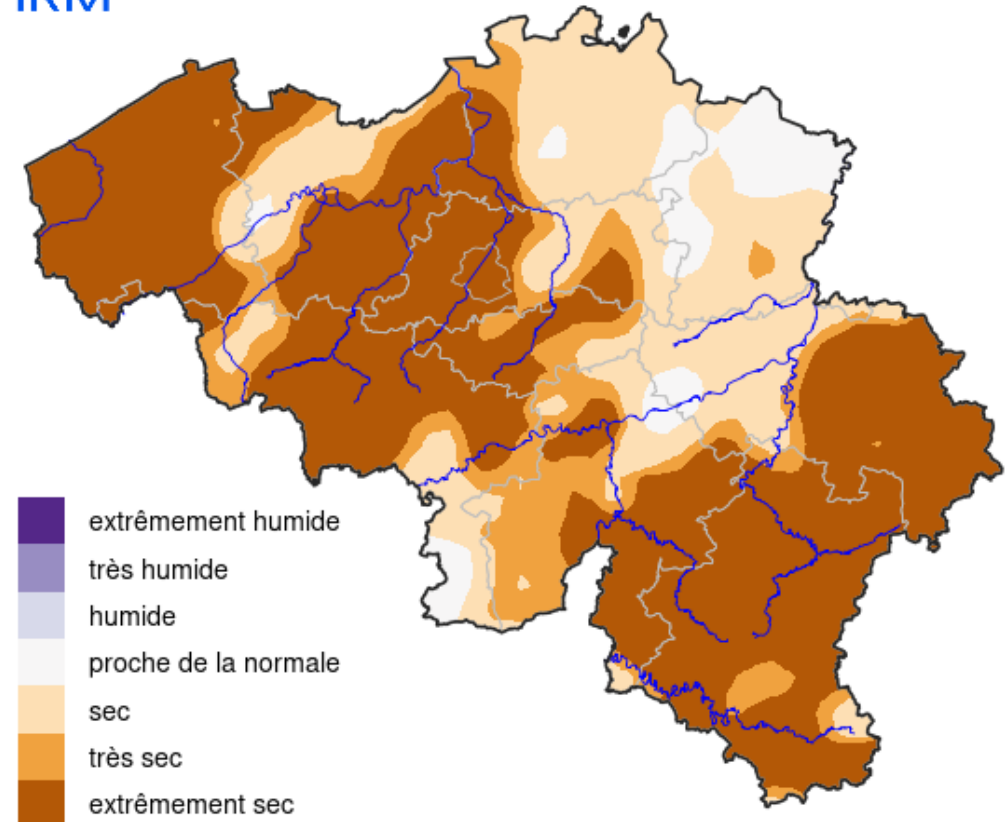 IRM
extrêmement humide
très humide
humide
proche de la normale
sec
très sec
extrêmement sec